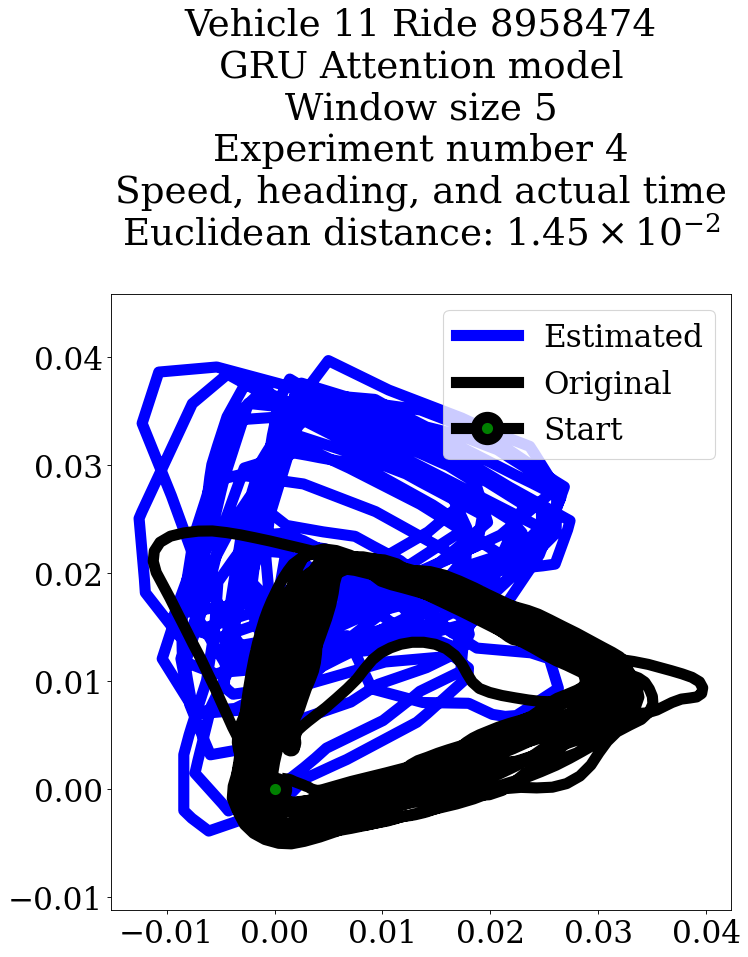 Vehicle 11 Ride 8958474
GRU Attention model
Window size 5
Experiment number 4
Speed, heading, and actual time
Euclidean distance: 1.45 × 10⁻²
Estimated
Original
Start
0.04
0.03
0.02
0.01
0.00
−0.01
−0.01 0.00 0.01 0.02 0.03 0.04